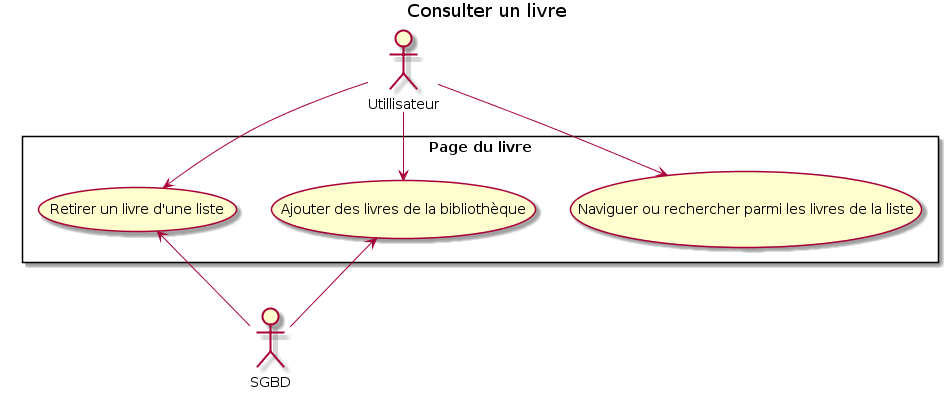 Consulter un livre
Utillisateur
Page du livre
Retirer un livre d'une liste
Ajouter des livres de la bibliothèque
Naviguer ou rechercher parmi les livres de la liste
SGBD